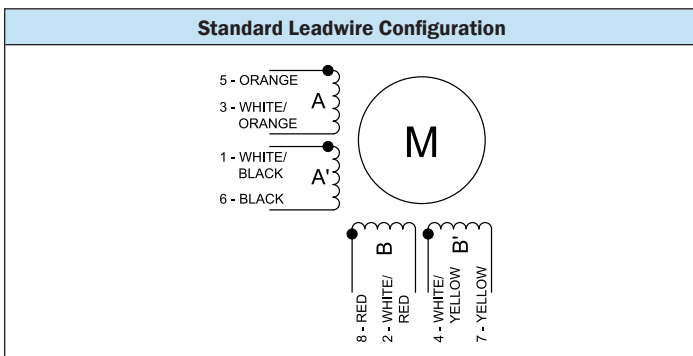 Standard Leadwire Configuration
5 - ORANGE
3 - WHITE/
ORANGE
A
1 - WHITE/
BLACK
A'
6 - BLACK
M
B
B'
8 - RED
2 - WHITE/
RED
4 - WHITE/
YELLOW
7 - YELLOW